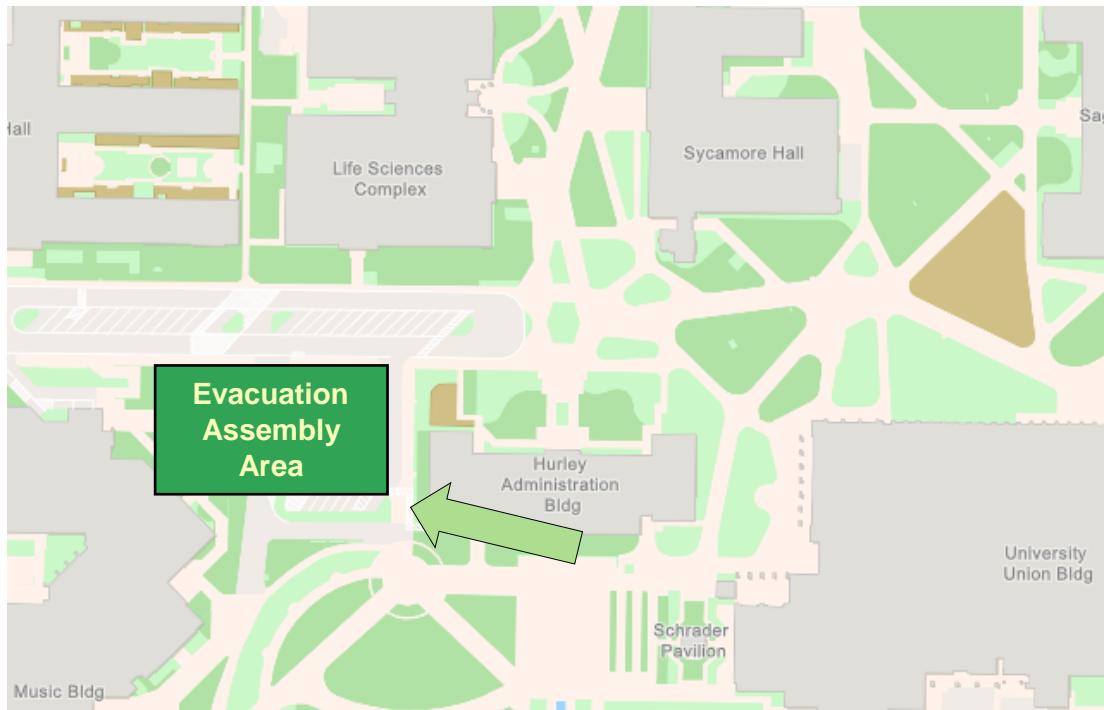 Hall
Life Sciences
Complex
Sycamore Hall
Evacuation
Assembly
Area
Hurley
Administration
Bldg
University
Union Bldg
Schrader
Pavilion
Music Bldg